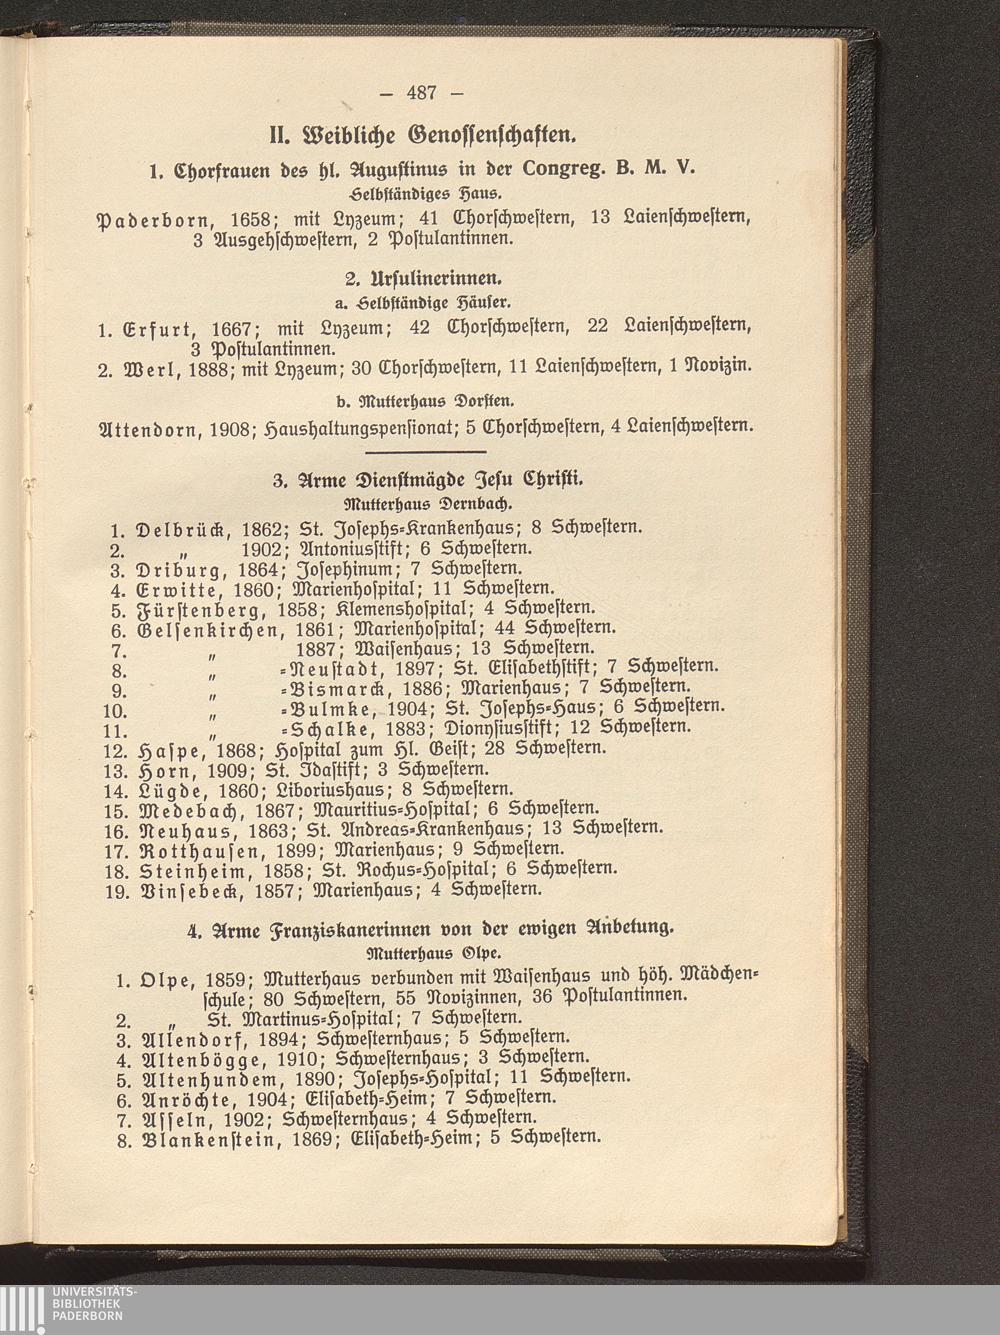 — 487 —
II. Weibliche Genossenschaften.
1. Chorfrauen des hl. Augustinus in der Congreg. B. M. V.
Selbständiges Haus.
Paderborn, 1658; mit Lyzeum; 41 Chorschwestern, 13 Laienschwestern,
3 Ausgehschwestern, 2 Postulantinnen.
2. Ursulinerinnen.
a. Selbständige Häuser.
1. Erfurt, 1667; mit Lyzeum; 42 Chorschwestern, 22 Laienschwestern,
3 Postulantinnen.
2. Werl, 1888; mit Lyzeum; 30 Chorschwestern, 11 Laienschwestern, 1 Novizin.
b. Mutterhaus Dorsten.
Attendorn, 1908; Haushaltungspensionat; 5 Chorschwestern, 4 Laienschwestern.
3. Arme Dienstmägde Jesu Christi.
Mutterhaus Dernbach.
1. Delbrück, 1862; St. Josephs=Krankenhaus; 8 Schwestern.
2. „ 1902; Antoniusstift; 6 Schwestern.
3. Driburg, 1864; Josephinum; 7 Schwestern.
4. Erwitte, 1860; Marienhospital; 11 Schwestern.
5. Fürstenberg, 1858; Klemenshospital; 4 Schwestern.
6. Gelsenkirchen, 1861; Marienhospital; 44 Schwestern.
7. „ 1887; Waisenhaus; 13 Schwestern.
8. „ =Neustadt, 1897; St. Elisabethstift; 7 Schwestern.
9. „ =Bismarck, 1886; Marienhaus; 7 Schwestern.
10. „ =Bulmke, 1904; St. Josephs=Haus; 6 Schwestern.
11. „ =Schalke, 1883; Dionysiusstift; 12 Schwestern.
12. Haspe, 1868; Hospital zum Hl. Geist; 28 Schwestern.
13. Horn, 1909; St. Idastift; 3 Schwestern.
14. Lügde, 1860; Liboriushaus; 8 Schwestern.
15. Medebach, 1867; Mauritius=Hospital; 6 Schwestern.
16. Neuhaus, 1863; St. Andreas=Krankenhaus; 13 Schwestern.
17. Rotthausen, 1899; Marienhaus; 9 Schwestern.
18. Steinheim, 1858; St. Rochus=Hospital; 6 Schwestern.
19. Vinsebeck, 1857; Marienhaus; 4 Schwestern.
4. Arme Franziskanerinnen von der ewigen Anbetung.
Mutterhaus Olpe.
1. Olpe, 1859; Mutterhaus verbunden mit Waisenhaus und höh. Mädchen=
schule; 80 Schwestern, 55 Novizinnen, 36 Postulantinnen.
2. „ St. Martinus=Hospital; 7 Schwestern.
3. Allendorf, 1894; Schwesternhaus; 5 Schwestern.
4. Altenbögge, 1910; Schwesternhaus; 3 Schwestern.
5. Altenhundem, 1890; Josephs=Hospital; 11 Schwestern.
6. Anröchte, 1904; Elisabeth=Heim; 7 Schwestern.
7. Asseln, 1902; Schwesternhaus; 4 Schwestern.
8. Blankenstein, 1869; Elisabeth=Heim; 5 Schwestern.
UNIVERSITÄTS-
BIBLIOTHEK
PADERBORN